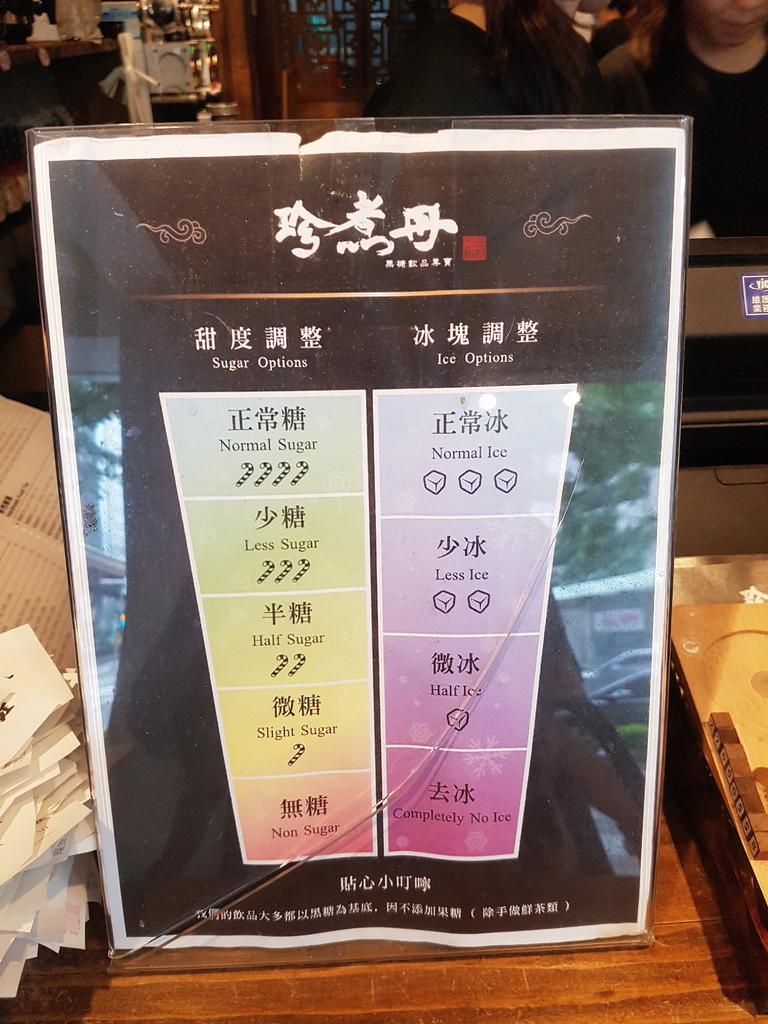 珍煮丹
黑糖飲品專賣
甜度調整
Sugar Options
冰塊調整
Ice Options
正常糖
Normal Sugar
少糖
Less Sugar
半糖
Half Sugar
微糖
Slight Sugar
無糖
Non Sugar
正常冰
Normal Ice
少冰
Less Ice
微冰
Half Ice
去冰
Completely No Ice
貼心小叮嚀
我們的飲品大多都以黑糖為基底，因不添加果糖（除手做鮮茶類）